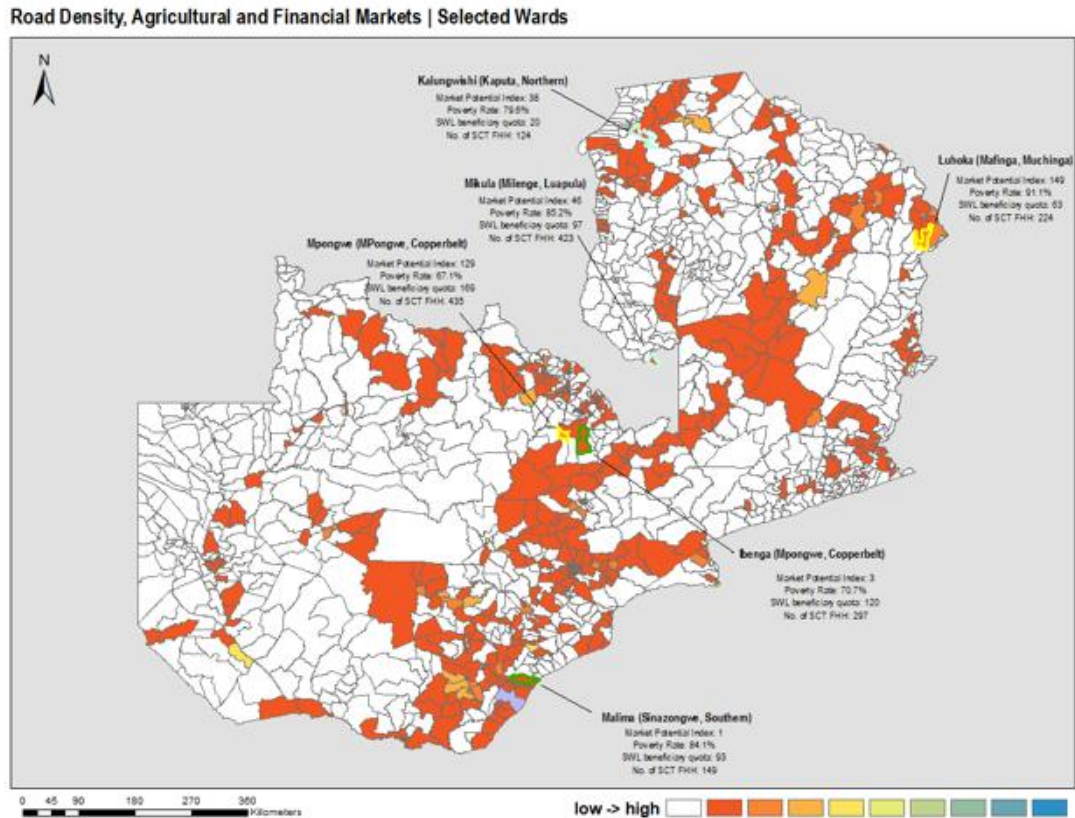 Road Density, Agricultural and Financial Markets | Selected Wards
N
Kalungwishi (Kaputa, Northern)
Market Potential Index: 38
Poverty Rate: 79.6%
SWL beneficiary quota: 20
No. of SCT FHH: 124
Luhoka (Mafinga, Muchinga)
Market Potential Index: 149
Poverty Rate: 91.1%
SWL beneficiary quota: 63
No. of SCT FHH: 224
Mikula (Milenge, Luapula)
Market Potential Index: 46
Poverty Rate: 85.2%
SWL beneficiary quota: 97
No. of SCT FHH: 423
Mpongwe (MPongwe, Copperbelt)
Market Potential Index: 129
Poverty Rate: 67.1%
SWL beneficiary quota: 169
No. of SCT FHH: 435
Ibenga (Mpongwe, Copperbelt)
Market Potential Index: 3
Poverty Rate: 70.7%
SWL beneficiary quota: 120
No. of SCT FHH: 297
Malima (Sinazongwe, Southern)
Market Potential Index: 1
Poverty Rate: 84.1%
SWL beneficiary quota: 93
No. of SCT FHH: 149
0 45 90 180 270 360
Kilometers
low -> high